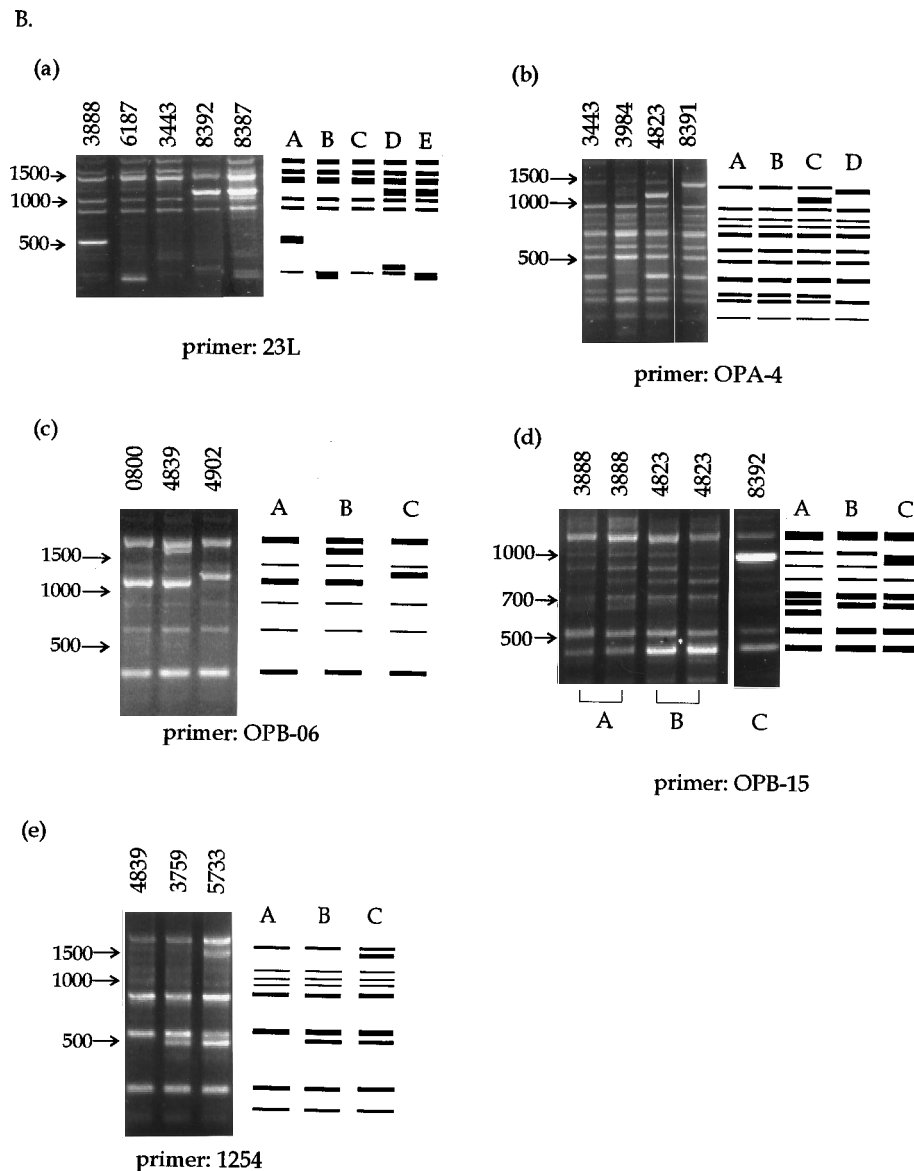 B.
(a)
3888 6187 3443 8392 8387
A B C D E
1500
1000
500
primer: 23L
(b)
3443 3984 4823 8391
A B C D
1500
1000
500
primer: OPA-4
(c)
0800 4839 4902
A B C
1500
1000
500
primer: OPB-06
(d)
3888 3888 4823 4823 8392
A B C
1000
700
500
A B C
primer: OPB-15
(e)
4839 3759 5733
A B C
1500
1000
500
primer: 1254